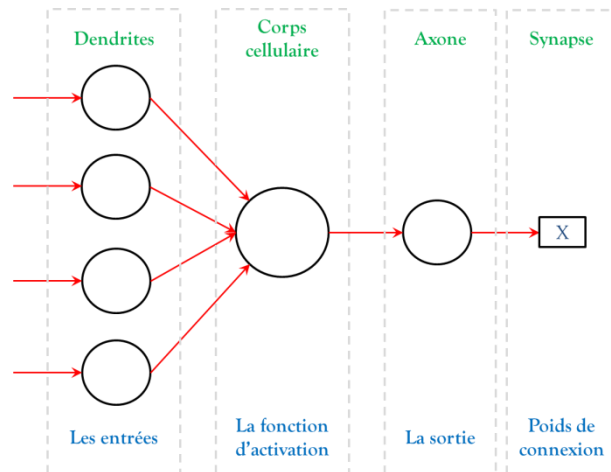 Dendrites
Corps
cellulaire
Axone
Synapse
X
Les entrées
La fonction
d'activation
La sortie
Poids de
connexion